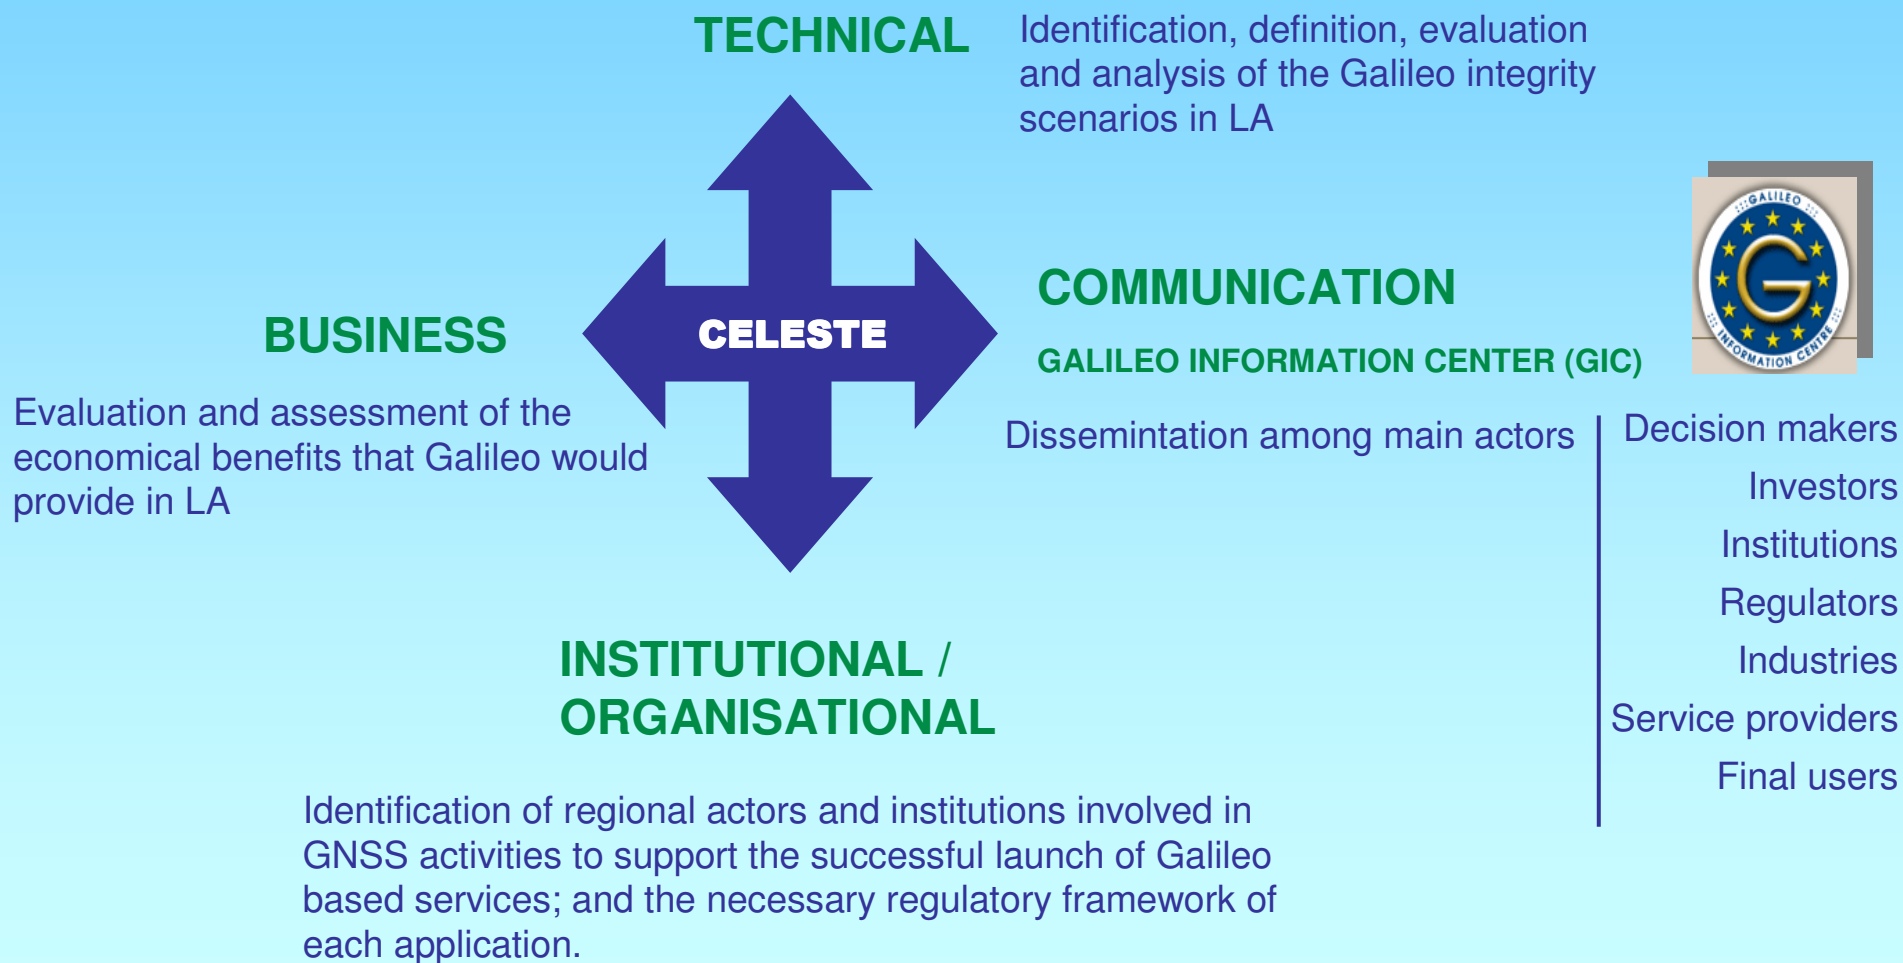 TECHNICAL
Identification, definition, evaluation
and analysis of the Galileo integrity
scenarios in LA
GALILEO
INFORMATION CENTRE
COMMUNICATION
GALILEO INFORMATION CENTER (GIC)
BUSINESS
CELESTE
Evaluation and assessment of the
economical benefits that Galileo would
provide in LA
Dissemintation among main actors
Decision makers
Investors
Institutions
Regulators
Industries
Service providers
Final users
INSTITUTIONAL /
ORGANISATIONAL
Identification of regional actors and institutions involved in
GNSS activities to support the successful launch of Galileo
based services; and the necessary regulatory framework of
each application.